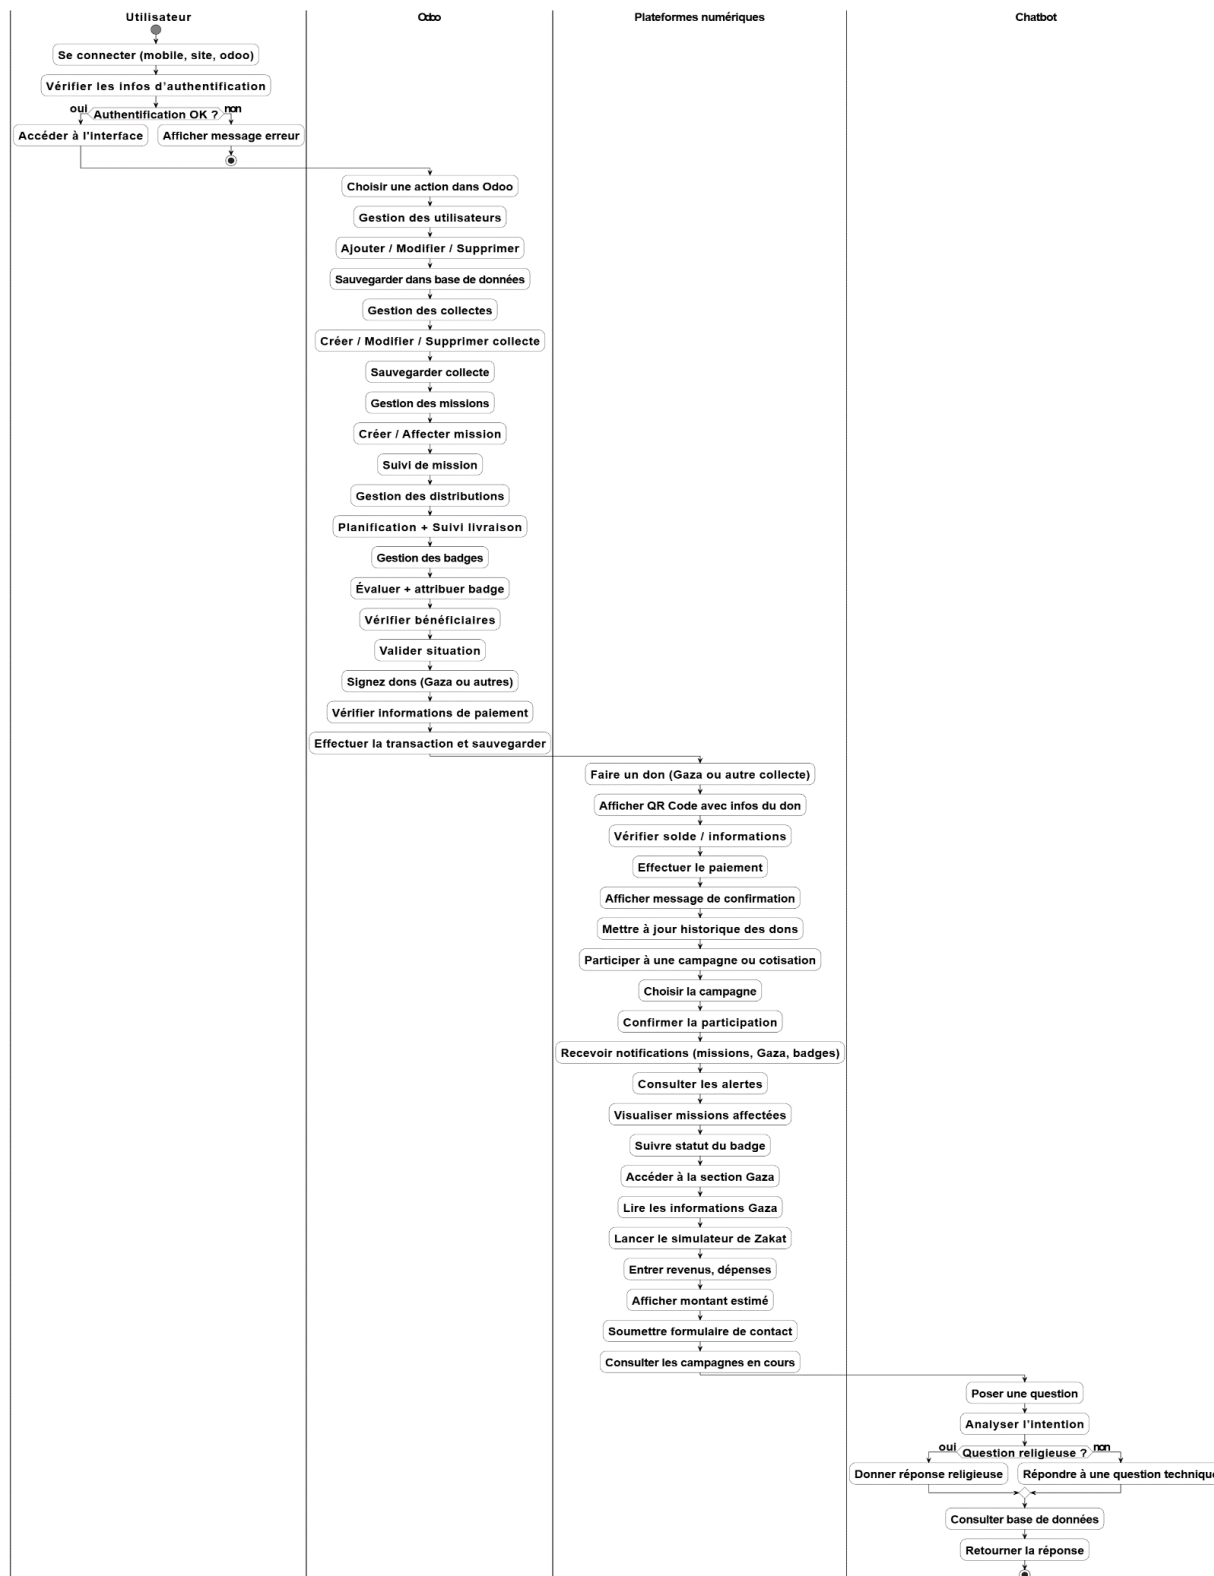 Utilisateur
Odoo
Plateformes numériques
Chatbot
Se connecter (mobile, site, odoo)
Vérifier les infos d'authentification
oui
Authentification OK ?
non
Accéder à l'interface
Afficher message erreur
Choisir une action dans Odoo
Gestion des utilisateurs
Ajouter / Modifier / Supprimer
Sauvegarder dans base de données
Gestion des collectes
Créer / Modifier / Supprimer collecte
Sauvegarder collecte
Gestion des missions
Créer / Affecter mission
Suivi de mission
Gestion des distributions
Planification + Suivi livraison
Gestion des badges
Évaluer + attribuer badge
Vérifier bénéficiaires
Valider situation
Signez dons (Gaza ou autres)
Vérifier informations de paiement
Effectuer la transaction et sauvegarder
Faire un don (Gaza ou autre collecte)
Afficher QR Code avec infos du don
Vérifier solde / informations
Effectuer le paiement
Afficher message de confirmation
Mettre à jour historique des dons
Participer à une campagne ou cotisation
Choisir la campagne
Confirmer la participation
Recevoir notifications (missions, Gaza, badges)
Consulter les alertes
Visualiser missions affectées
Suivre statut du badge
Accéder à la section Gaza
Lire les informations Gaza
Lancer le simulateur de Zakat
Entrer revenus, dépenses
Afficher montant estimé
Soumettre formulaire de contact
Consulter les campagnes en cours
Poser une question
Analyser l'intention
oui
Question religieuse ?
non
Donner réponse religieuse
Répondre à une question technique
Consulter base de données
Retourner la réponse